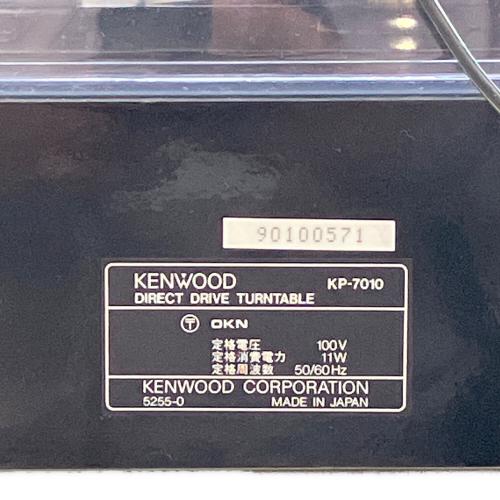 90100571
KENWOOD KP-7010
DIRECT DRIVE TURNTABLE
〒 OKN
定格電圧 100V
定格消費電力 11W
定格周波数 50/60Hz
KENWOOD CORPORATION
5255-0 MADE IN JAPAN